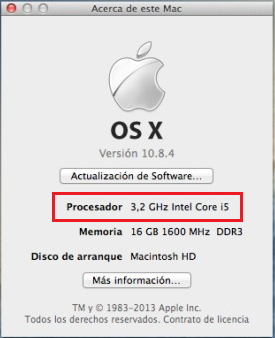 Acerca de este Mac
OS X
Versión 10.8.4
Actualización de Software...
Procesador 3,2 GHz Intel Core i5
Memoria 16 GB 1600 MHz DDR3
Disco de arranque Macintosh HD
Más información...
TM y © 1983-2013 Apple Inc.
Todos los derechos reservados. Contrato de licencia